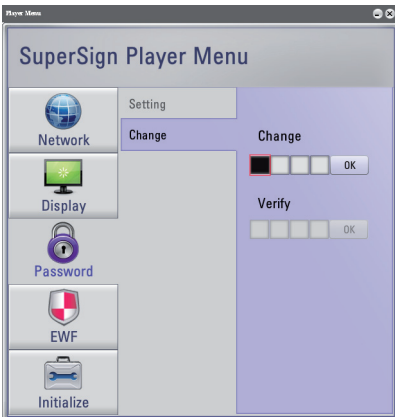 Player Menu
SuperSign Player Menu
Network
Display
Password
EWF
Initialize
Setting
Change
Change
OK
Verify
OK